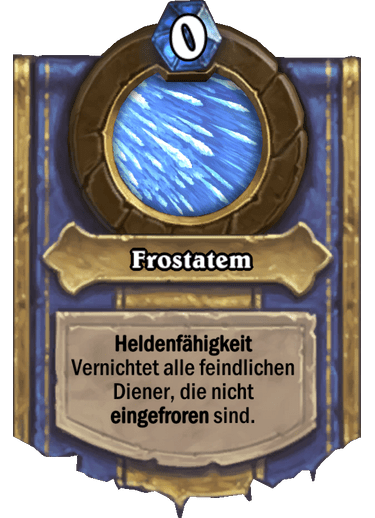 0
Frostatem
Heldenfähigkeit
Vernichtet alle feindlichen
Diener, die nicht
eingefroren sind.